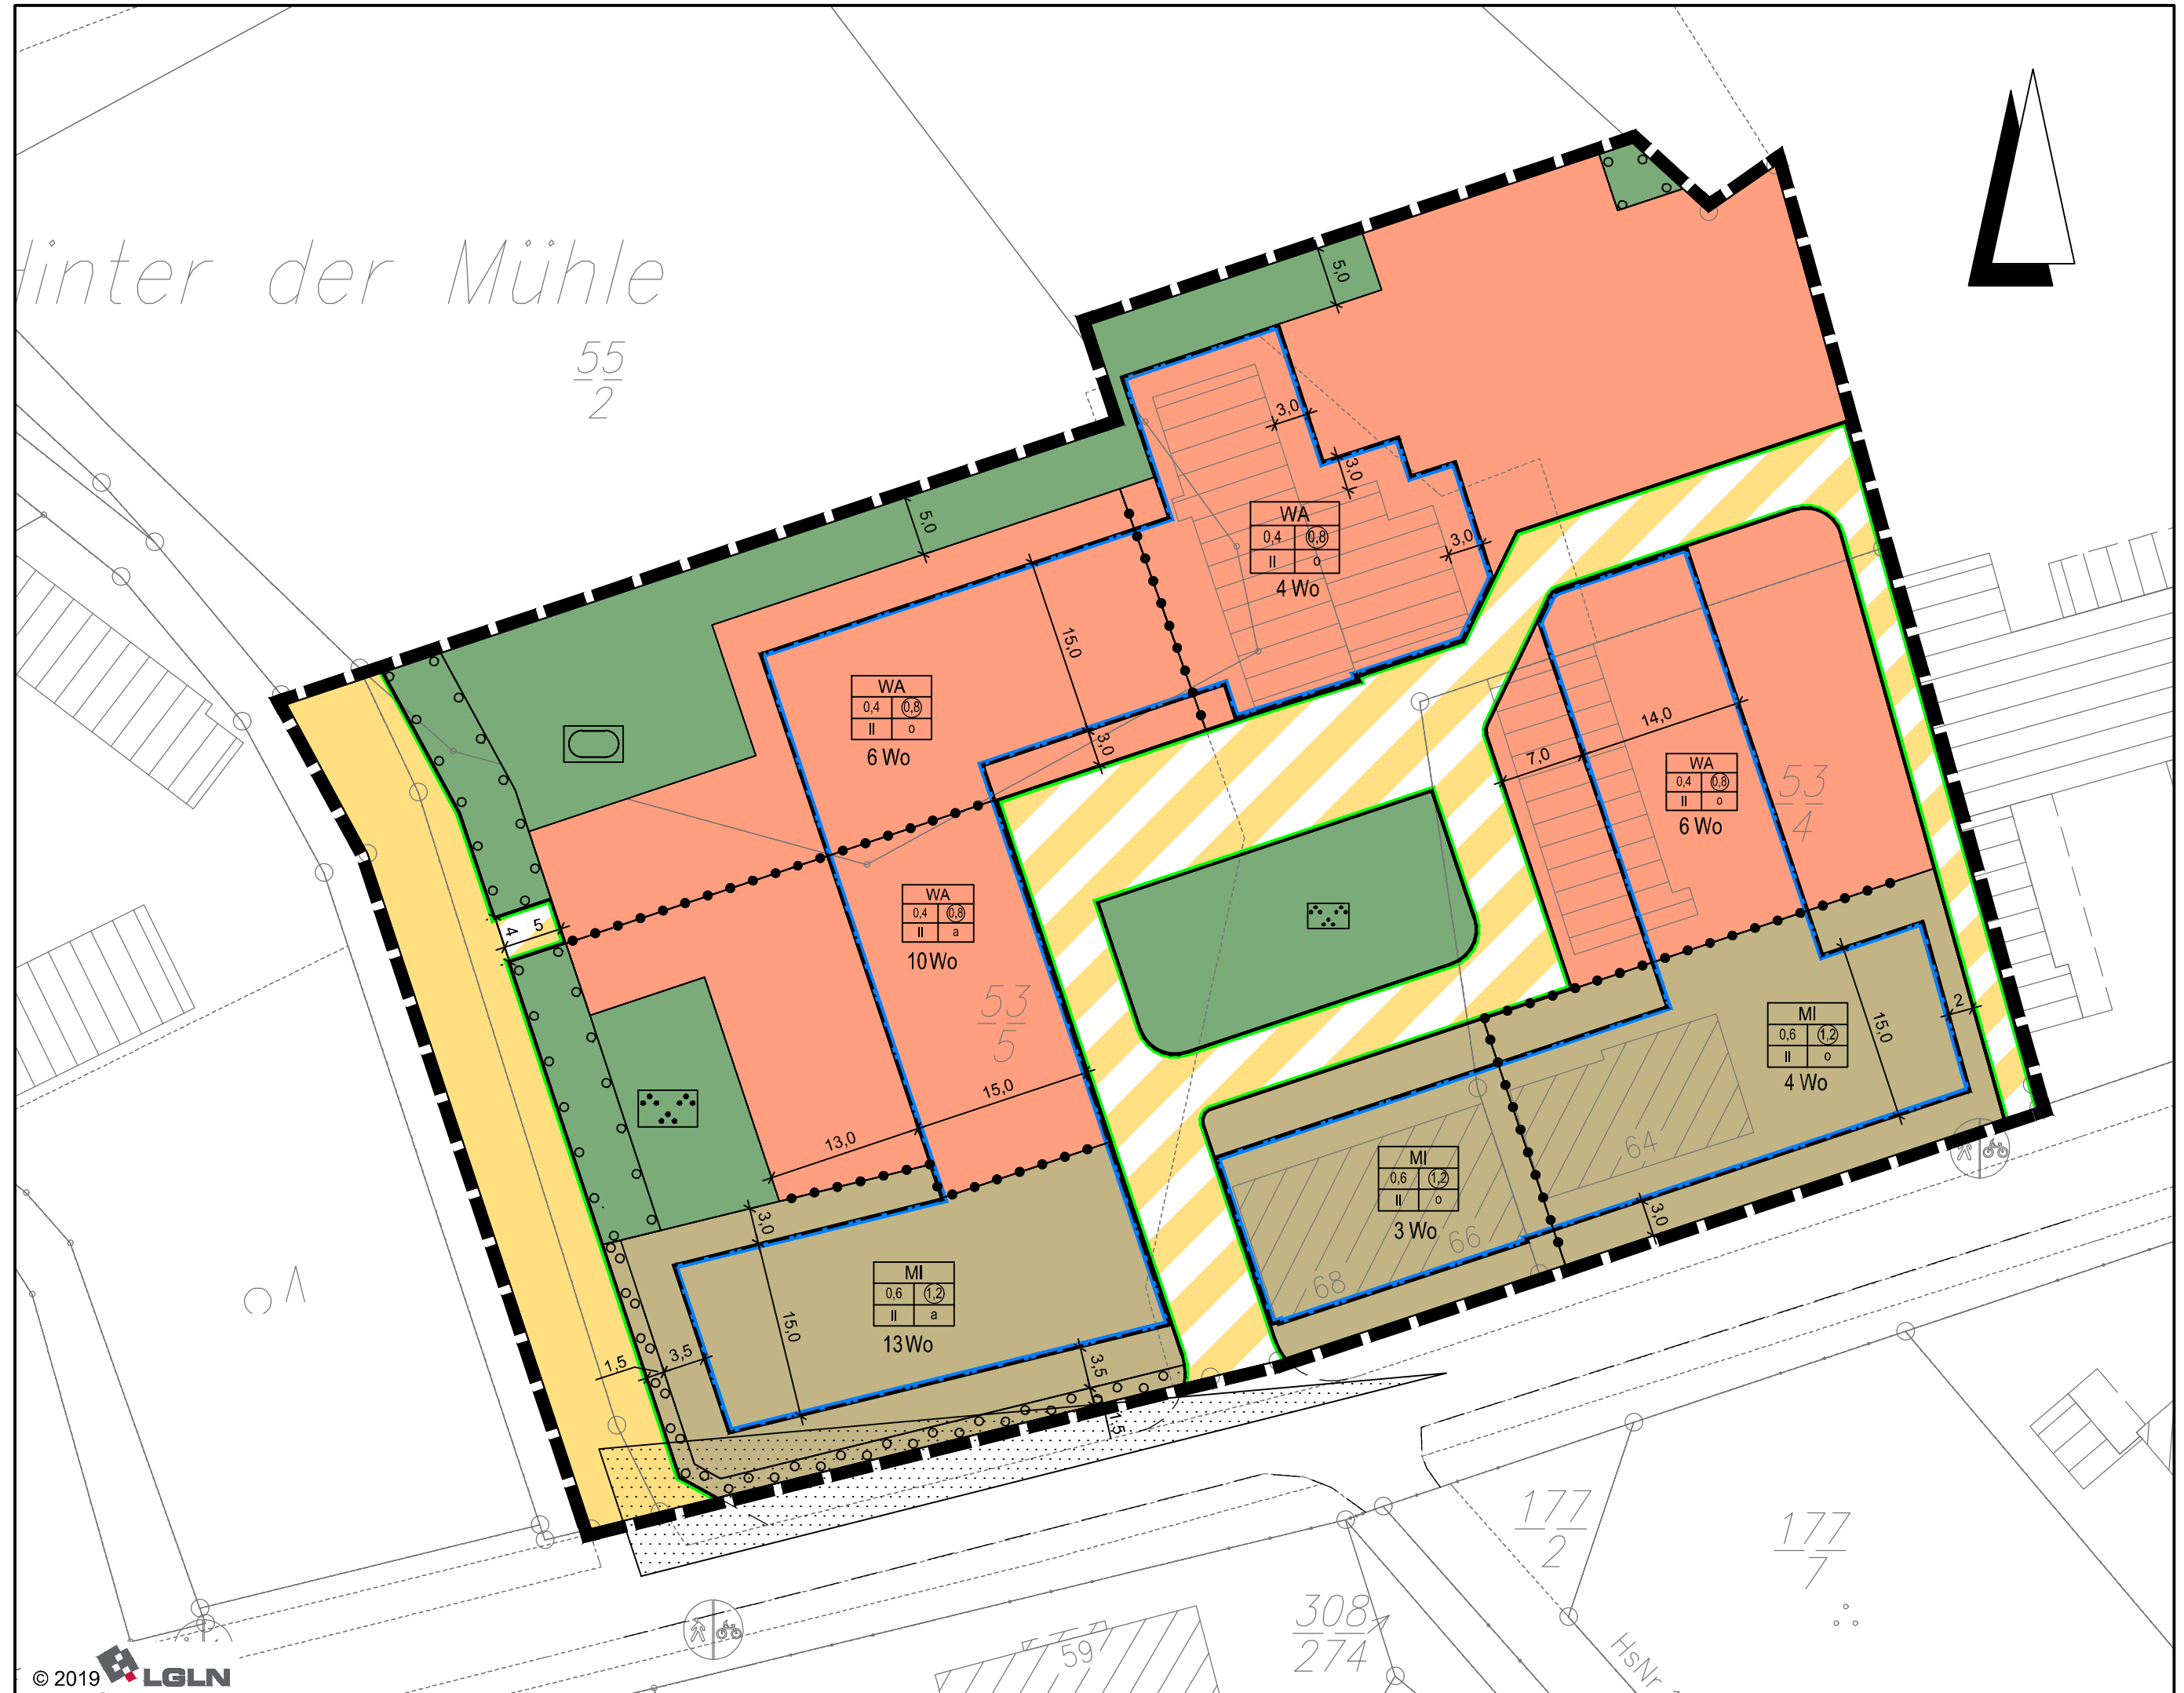 Hinter der Mühle
55
2
5,0
5,0
3,0
3,0
3,0
WA
0,4 0,8
II o
4 Wo
15,0
3,0
WA
0,4 0,8
II o
6 Wo
14,0
7,0
WA
0,4 0,8
II o
6 Wo
53
4
4 5
WA
0,4 0,8
II a
10 Wo
53
5
15,0
13,0
MI
0,6 1,2
II o
4 Wo
15,0
2
64
MI
0,6 1,2
II o
3 Wo
66
68
3,0
3,0
MI
0,6 1,2
II a
13 Wo
15,0
1,5
3,5
3,5
1,5
177
2
177
7
308
274
59
HsNr.
© 2019 LGLN